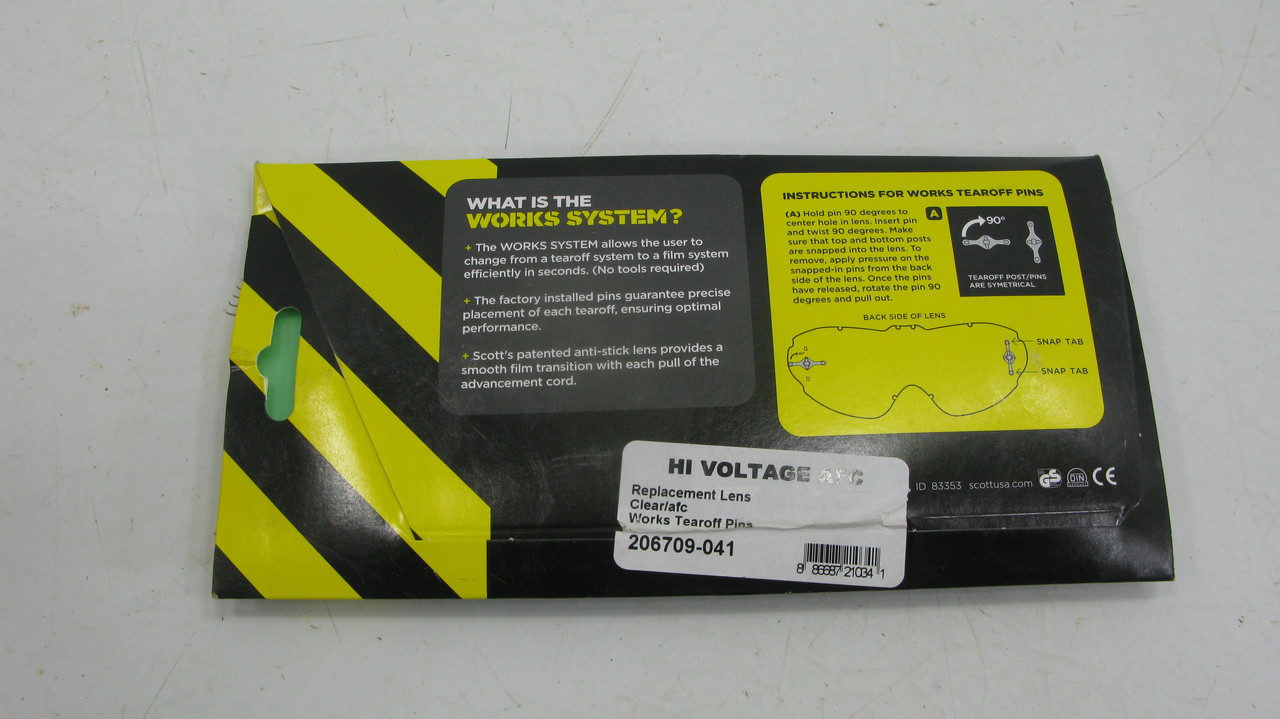 WHAT IS THE
WORKS SYSTEM?
+ The WORKS SYSTEM allows the user to
change from a tearoff system to a film system
efficiently in seconds. (No tools required)
+ The factory installed pins guarantee precise
placement of each tearoff, ensuring optimal
performance.
+ Scott's patented anti-stick lens provides a
smooth film transition with each pull of the
advancement cord.
INSTRUCTIONS FOR WORKS TEAROFF PINS
(A) Hold pin 90 degrees to
center hole in lens. Insert pin
and twist 90 degrees. Make
sure that top and bottom posts
are snapped into the lens. To
remove, apply pressure on the
snapped-in pins from the back
side of the lens. Once the pins
have released, rotate the pin 90
degrees and pull out.
A
90°
TEAROFF POST/PINS
ARE SYMETRICAL
BACK SIDE OF LENS
SNAP TAB
SNAP TAB
HI VOLTAGE AFC
Replacement Lens
Clear/afc
Works Tearoff Pins
206709-041
8 86667 21034 1
ID 83353 scottusa.com
GS
DIN
CE